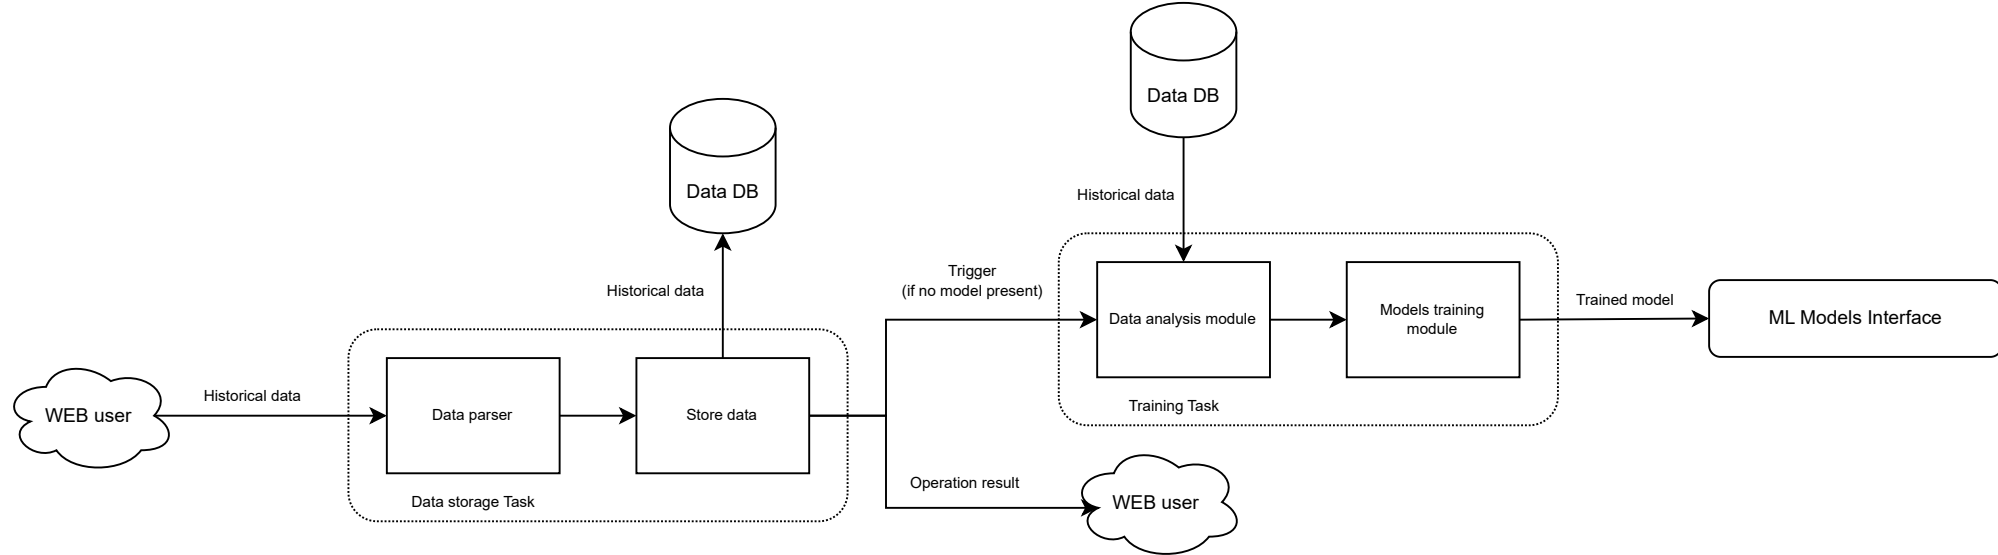 Data DB
Data DB
Historical data
Trigger
(if no model present)
Historical data
Data analysis module
Models training
module
Trained model
ML Models Interface
Training Task
WEB user
Historical data
Data parser
Store data
Data storage Task
Operation result
WEB user